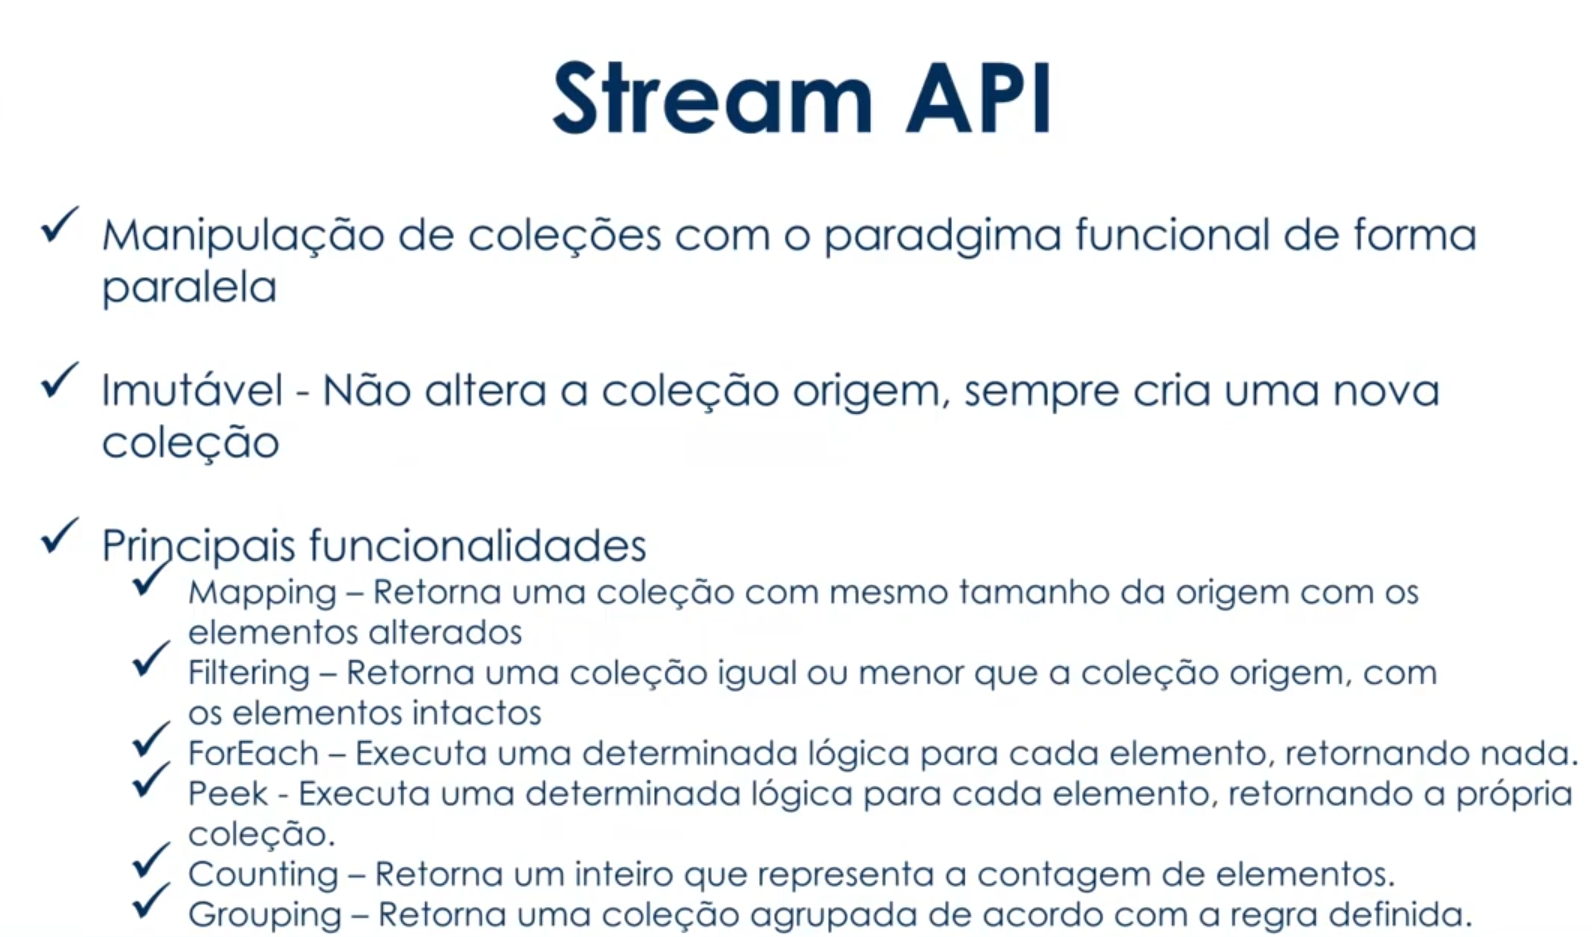 Stream API
✓ Manipulação de coleções com o paradgima funcional de forma
paralela
✓ Imutável - Não altera a coleção origem, sempre cria uma nova
coleção
✓ Principais funcionalidades
✓ Mapping – Retorna uma coleção com mesmo tamanho da origem com os
elementos alterados
✓ Filtering – Retorna uma coleção igual ou menor que a coleção origem, com
os elementos intactos
✓ ForEach – Executa uma determinada lógica para cada elemento, retornando nada.
✓ Peek - Executa uma determinada lógica para cada elemento, retornando a própria
coleção.
✓ Counting – Retorna um inteiro que representa a contagem de elementos.
✓ Grouping – Retorna uma coleção agrupada de acordo com a regra definida.